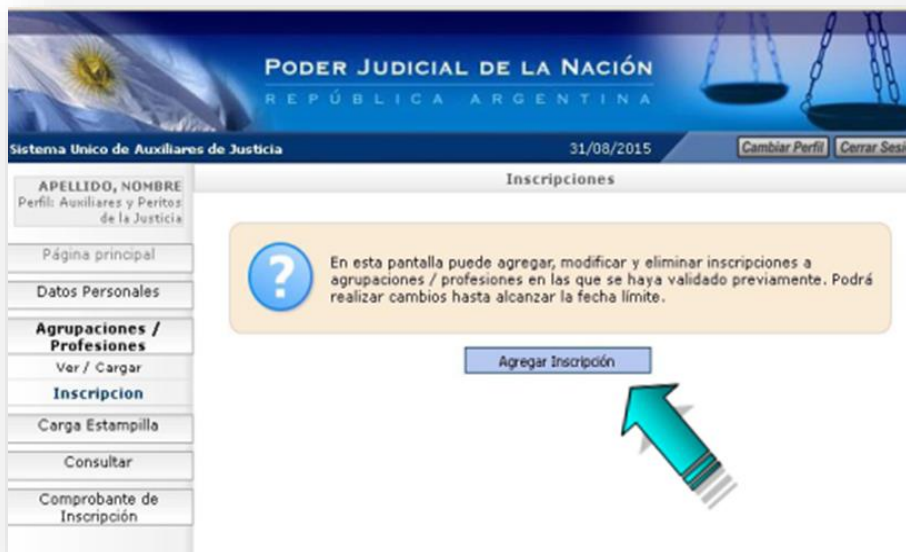 PODER JUDICIAL DE LA NACIÓN
REPÚBLICA ARGENTINA
Sistema Unico de Auxiliares de Justicia
31/08/2015
Cambiar Perfil
Cerrar Sesi
APELLIDO, NOMBRE
Perfil: Auxiliares y Peritos
de la Justicia
Página principal
Datos Personales
Agrupaciones /
Profesiones
Ver / Cargar
Inscripcion
Carga Estampilla
Consultar
Comprobante de
Inscripción
Inscripciones
?
En esta pantalla puede agregar, modificar y eliminar inscripciones a
agrupaciones / profesiones en las que se haya validado previamente. Podrá
realizar cambios hasta alcanzar la fecha límite.
Agregar Inscripción